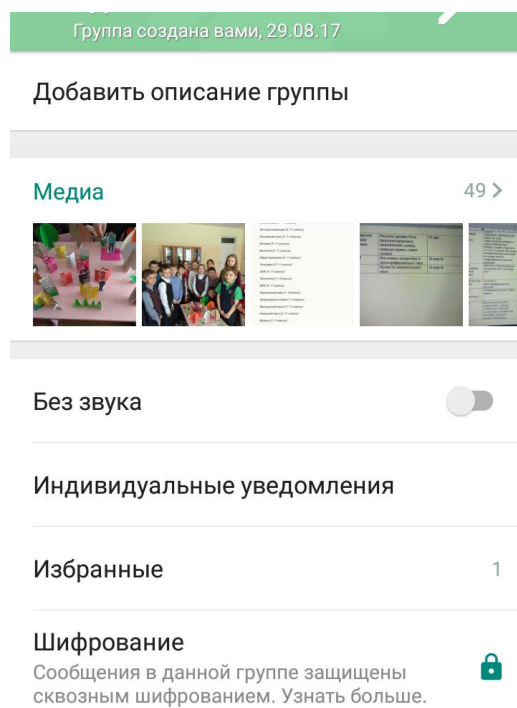 Группа создана вами, 29.08.17
Добавить описание группы
Медиа
49
Без звука
Индивидуальные уведомления
Избранные
1
Шифрование
Сообщения в данной группе защищены
сквозным шифрованием. Узнать больше.